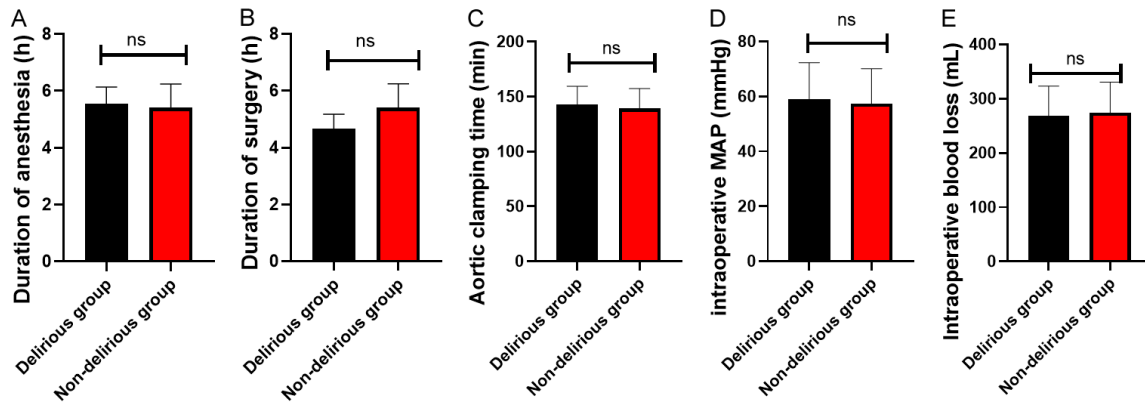 A
Duration of anesthesia (h)
8
6
4
2
0
ns
Delirious group
Non-delirious group
B
Duration of surgery (h)
8
6
4
2
0
ns
Delirious group
Non-delirious group
C
Aortic clamping time (min)
200
150
100
50
0
ns
Delirious group
Non-delirious group
D
intraoperative MAP (mmHg)
80
60
40
20
0
ns
Delirious group
Non-delirious group
E
Intraoperative blood loss (mL)
400
300
200
100
0
ns
Delirious group
Non-delirious group